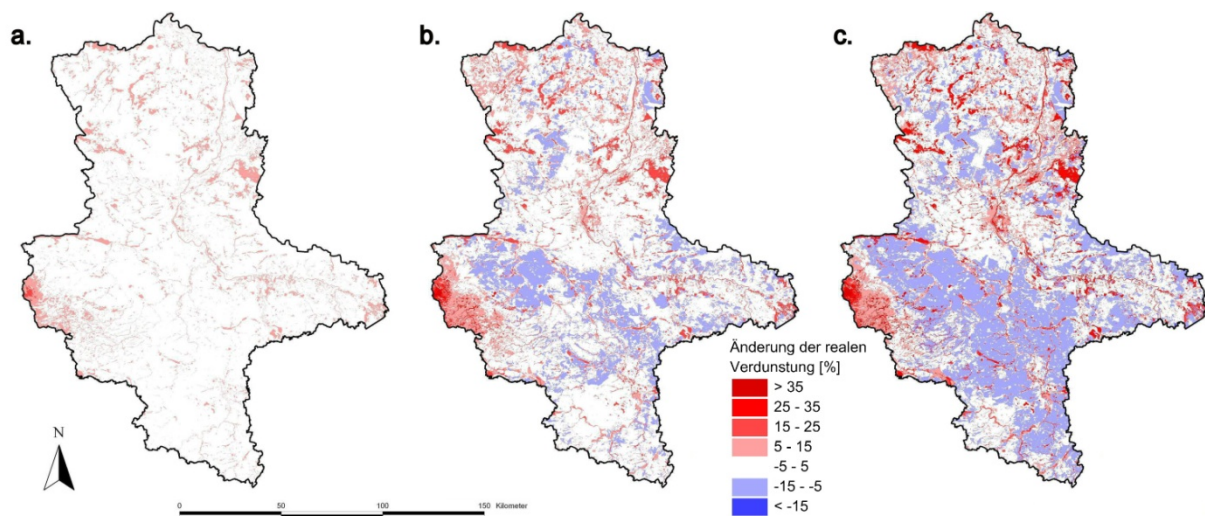 a.
b.
c.
Änderung der realen
Verdunstung [%]
> 35
25 - 35
15 - 25
5 - 15
-5 - 5
-15 - -5
< -15
N
0 50 100 150 Kilometer